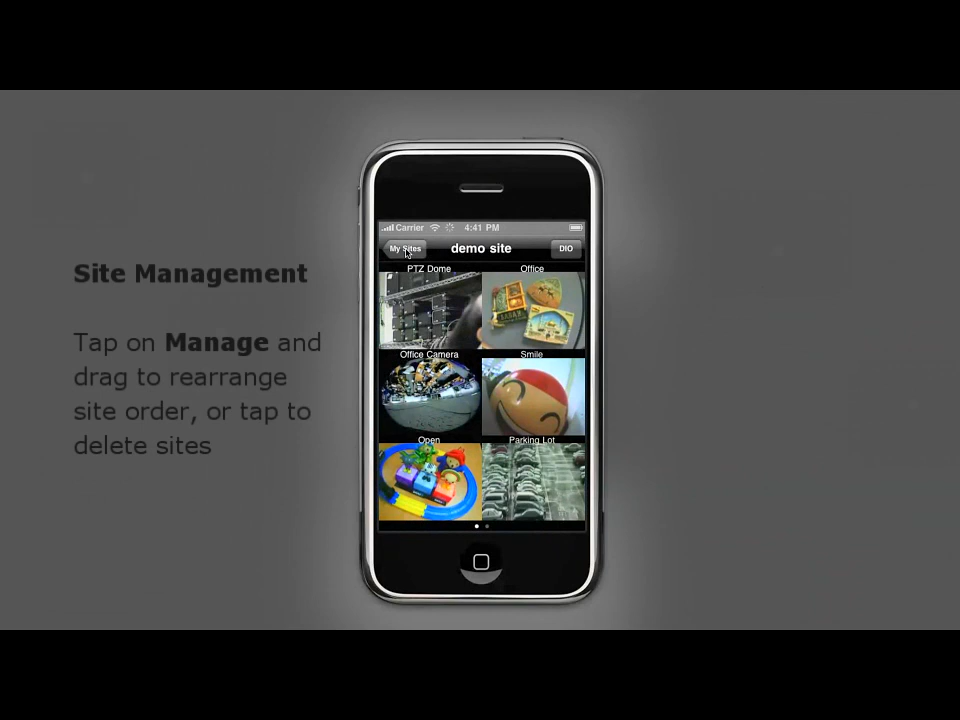 Site Management
Tap on Manage and
drag to rearrange
site order, or tap to
delete sites
Carrier
4:41 PM
My Sites
demo site
DIO
PTZ Dome
Office
Office Camera
Smile
Open
Parking Lot